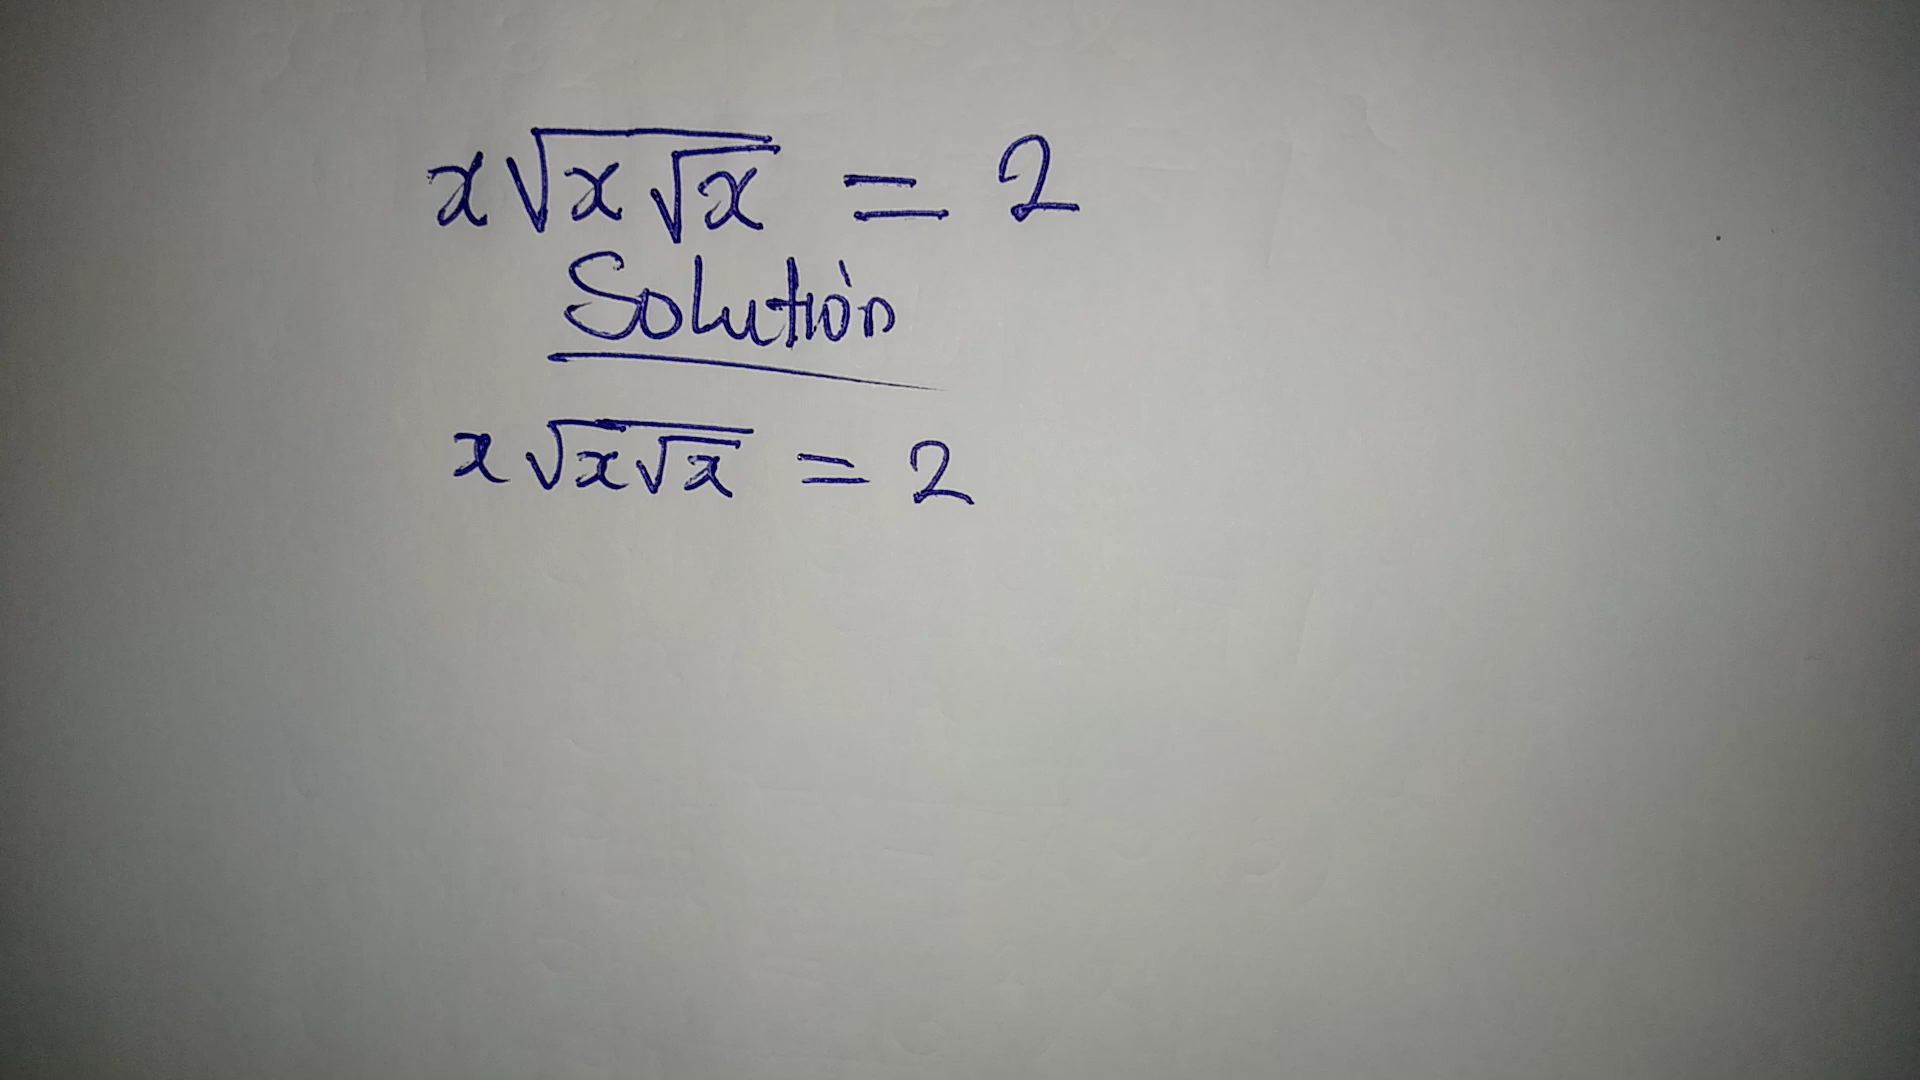 x√(x√x) = 2
Solution
x√(x√x) = 2